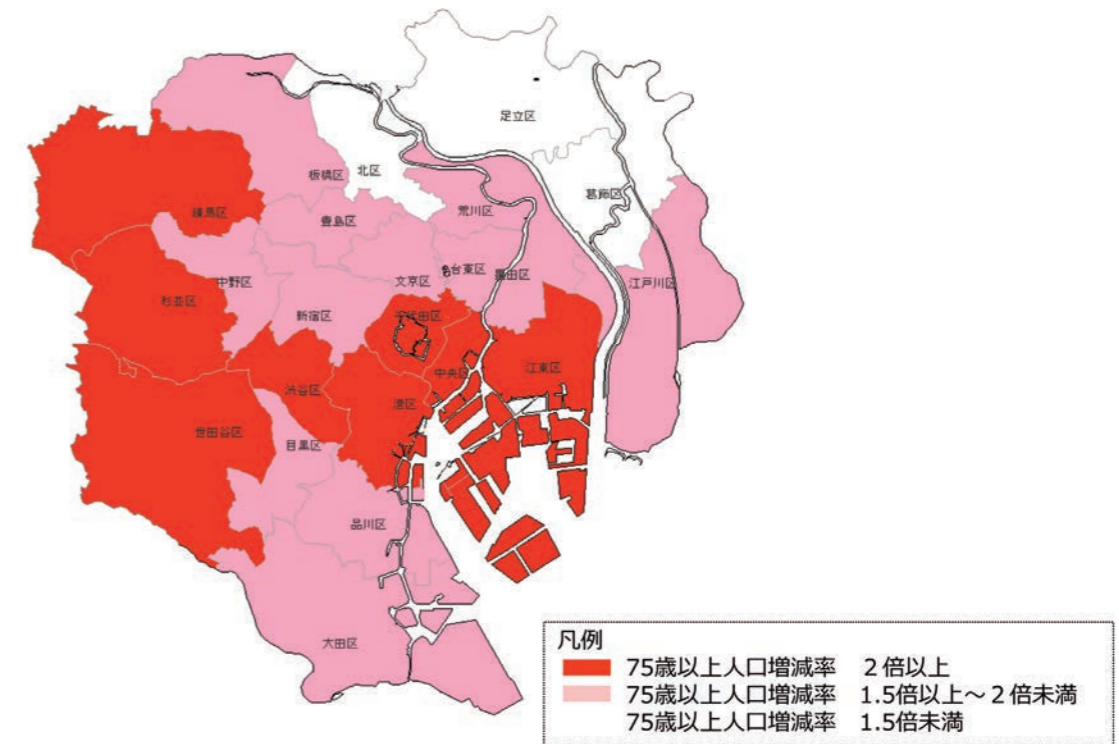 足立区
北区
板橋区
葛飾区
練馬区
荒川区
豊島区
台東区
墨田区
文京区
中野区
江戸川区
杉並区
新宿区
千代田区
中央区
江東区
渋谷区
港区
世田谷区
目黒区
品川区
大田区
凡例
75歳以上人口増減率 2倍以上
75歳以上人口増減率 1.5倍以上～2倍未満
75歳以上人口増減率 1.5倍未満